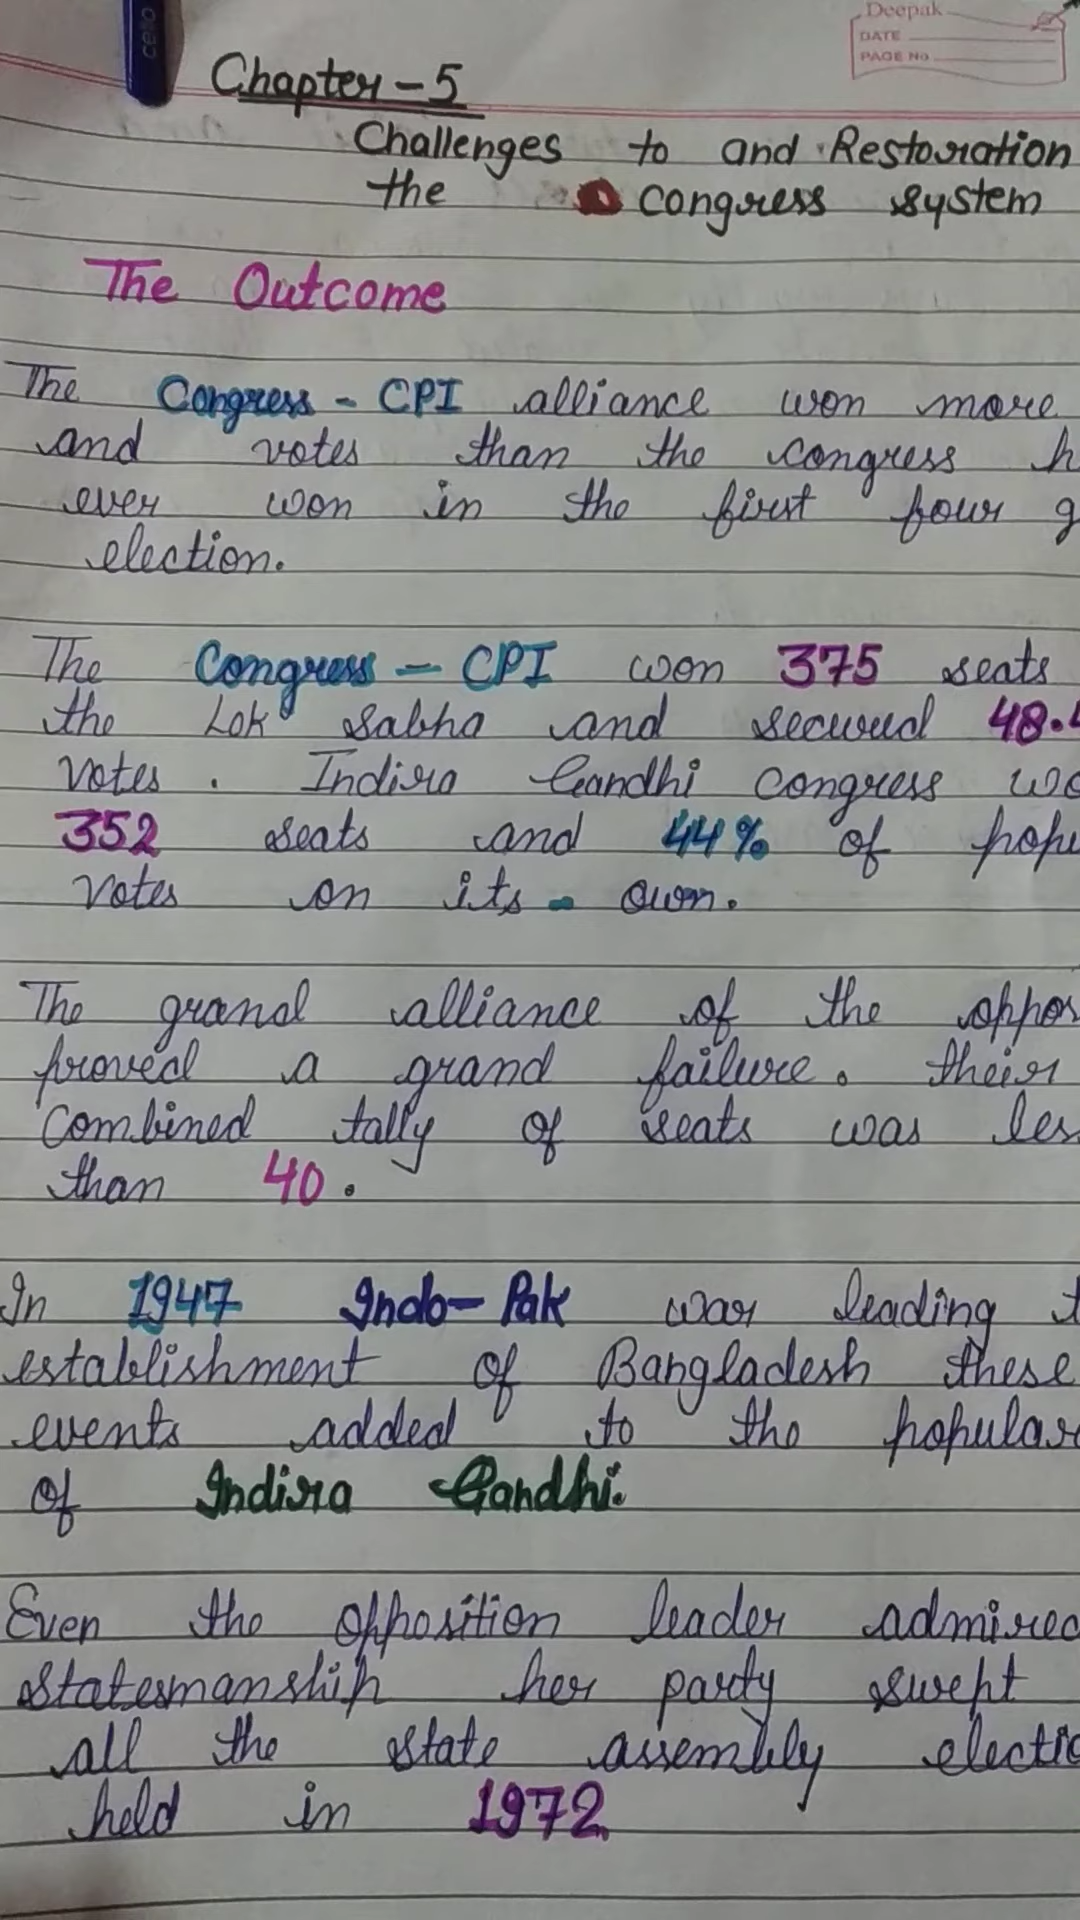 cello
Deepak
DATE
PAGE No
Chapter - 5
Challenges to and Restoration
the congress system
The Outcome
The Congress - CPI alliance won more
and votes than the congress h
ever won in the first four g
election.
The Congress - CPI won 375 seats
the Lok Sabha and secured 48.4
votes. Indira Gandhi congress wo
352 seats and 44% of popu
votes on its - own.
The grand alliance of the oppos
proved a grand failure. their
combined tally of seats was les
than 40.
In 1947 Indo-Pak war leading t
establishment of Bangladesh these
events added to the popular
of Indira Gandhi.
Even the opposition leader admired
statesmanship her party swept
all the state assembly electio
held in 1972